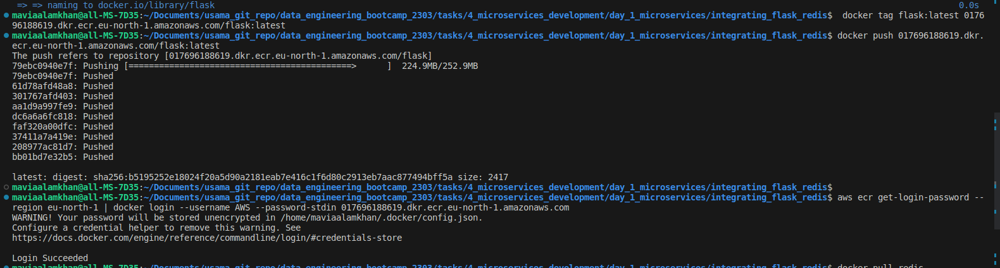 => => naming to docker.io/library/flask 0.0s
maviaalamkhan@all-MS-7D35:~/Documents/usama_git_repo/data_engineering_bootcamp_2303/tasks/4_microservices_development/day_1_microservices/integrating_flask_redis$  docker tag flask:latest 0176
96188619.dkr.ecr.eu-north-1.amazonaws.com/flask:latest
maviaalamkhan@all-MS-7D35:~/Documents/usama_git_repo/data_engineering_bootcamp_2303/tasks/4_microservices_development/day_1_microservices/integrating_flask_redis$ docker push 017696188619.dkr.
ecr.eu-north-1.amazonaws.com/flask:latest
The push refers to repository [017696188619.dkr.ecr.eu-north-1.amazonaws.com/flask]
79ebc0940e7f: Pushing [============================================>      ]  224.9MB/252.9MB
79ebc0940e7f: Pushed
61d78afd48a8: Pushed
301767afd403: Pushed
aa1d9a997fe9: Pushed
dc6a6a6fc818: Pushed
faf320a00dfc: Pushed
37411a7a419e: Pushed
208977ac81d7: Pushed
bb01bd7e32b5: Pushed
latest: digest: sha256:b5195252e18024f20a5d90a2181eab7e416c1f6d80c2913eb7aac877494bff5a size: 2417
maviaalamkhan@all-MS-7D35:~/Documents/usama_git_repo/data_engineering_bootcamp_2303/tasks/4_microservices_development/day_1_microservices/integrating_flask_redis$
maviaalamkhan@all-MS-7D35:~/Documents/usama_git_repo/data_engineering_bootcamp_2303/tasks/4_microservices_development/day_1_microservices/integrating_flask_redis$ aws ecr get-login-password --
region eu-north-1 | docker login --username AWS --password-stdin 017696188619.dkr.ecr.eu-north-1.amazonaws.com
WARNING! Your password will be stored unencrypted in /home/maviaalamkhan/.docker/config.json.
Configure a credential helper to remove this warning. See
https://docs.docker.com/engine/reference/commandline/login/#credentials-store
Login Succeeded
maviaalamkhan@all-MS-7D35:~/Documents/usama_git_repo/data_engineering_bootcamp_2303/tasks/4_microservices_development/day_1_microservices/integrating_flask_redis$ docker pull redis